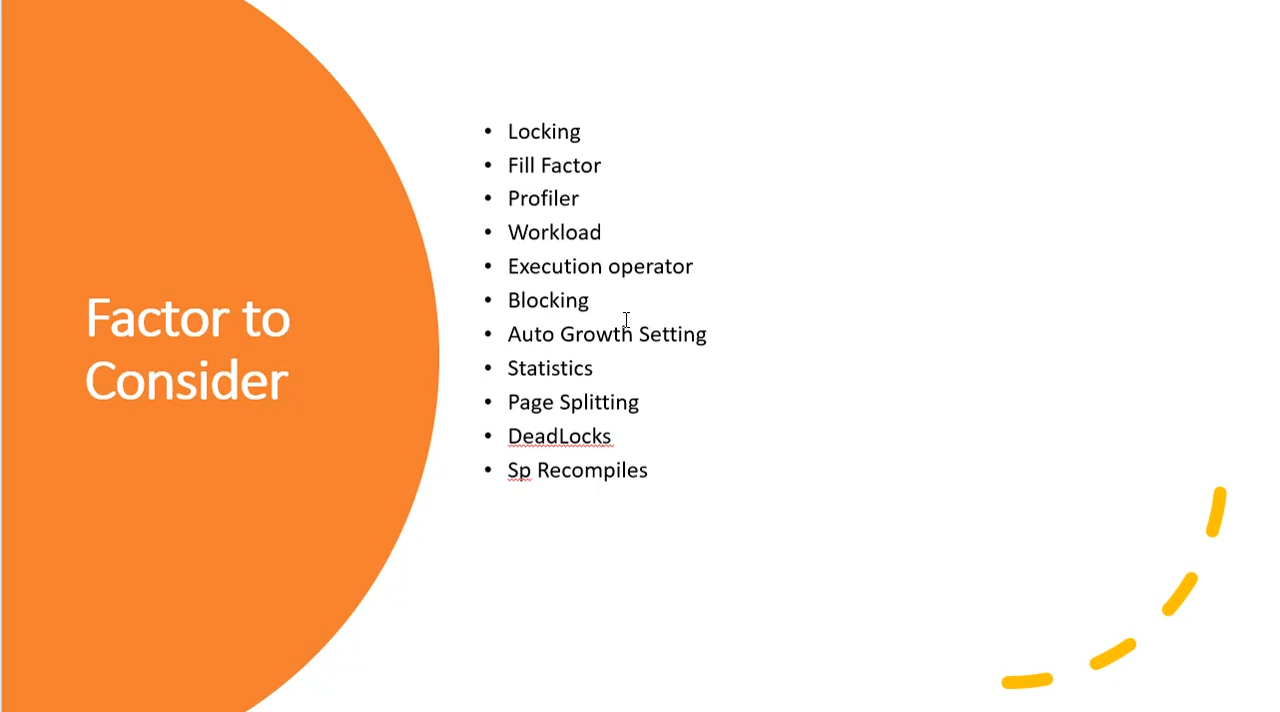 Factor to
Consider
• Locking
• Fill Factor
• Profiler
• Workload
• Execution operator
• Blocking
• Auto Growth Setting
• Statistics
• Page Splitting
• DeadLocks
• Sp Recompiles